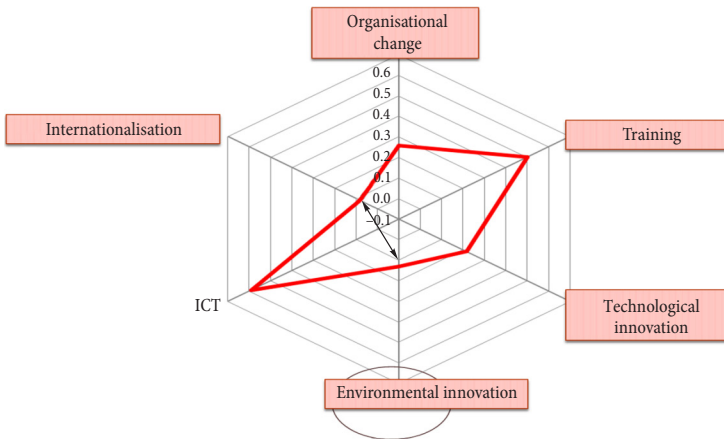 Organisational
change
0.6
0.5
0.4
0.3
0.2
0.1
0.0
–0.1
Internationalisation
Training
ICT
Technological
innovation
Environmental innovation